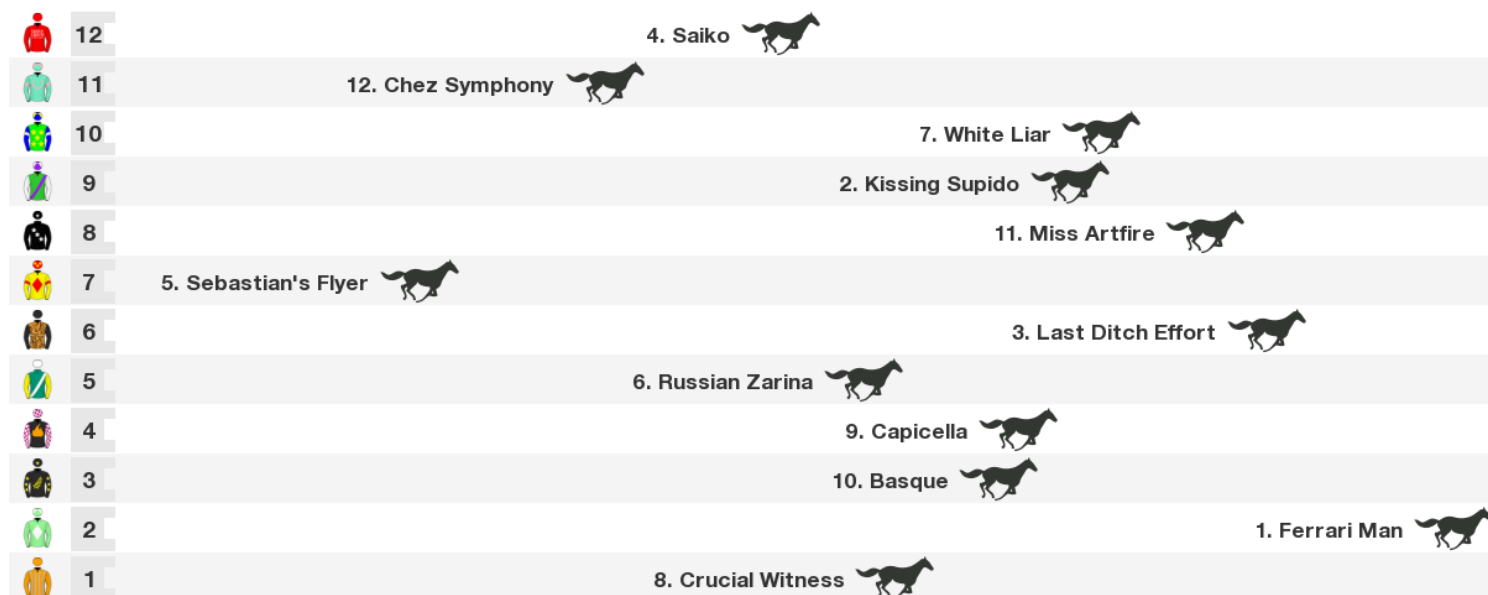 12 4. Saiko
11 12. Chez Symphony
10 7. White Liar
9 2. Kissing Supido
8 11. Miss Artfire
7 5. Sebastian's Flyer
6 3. Last Ditch Effort
5 6. Russian Zarina
4 9. Capicella
3 10. Basque
2 1. Ferrari Man
1 8. Crucial Witness